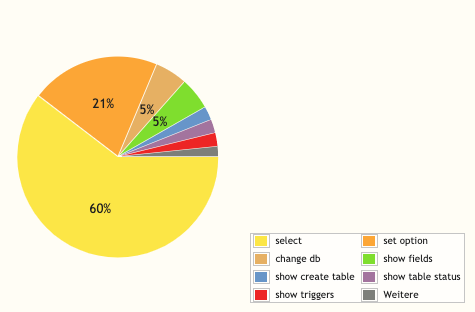 21%
5%
5%
60%
select
set option
change db
show fields
show create table
show table status
show triggers
Weitere